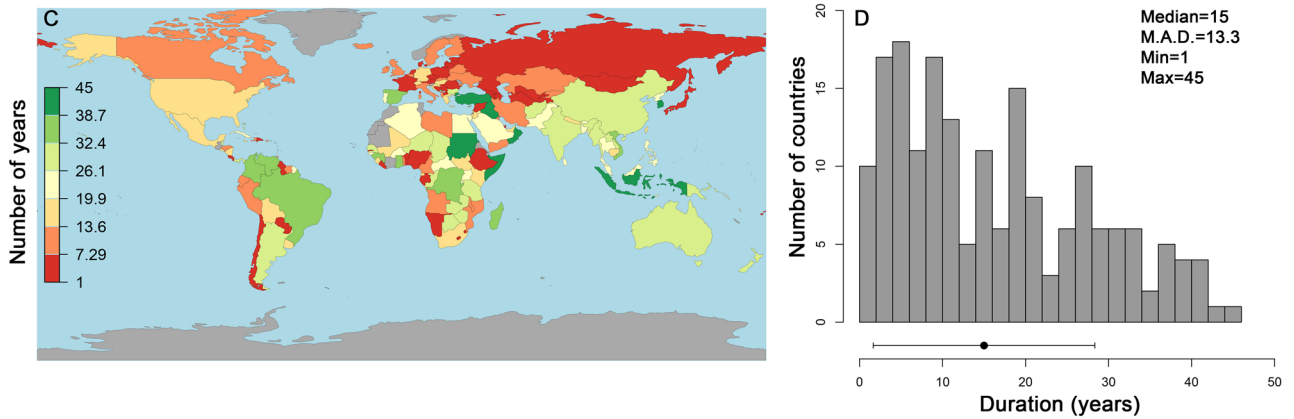 C
Number of years
45
38.7
32.4
26.1
19.9
13.6
7.29
1
D
Median=15
M.A.D.=13.3
Min=1
Max=45
Number of countries
20
15
10
5
0
0 10 20 30 40 50
Duration (years)